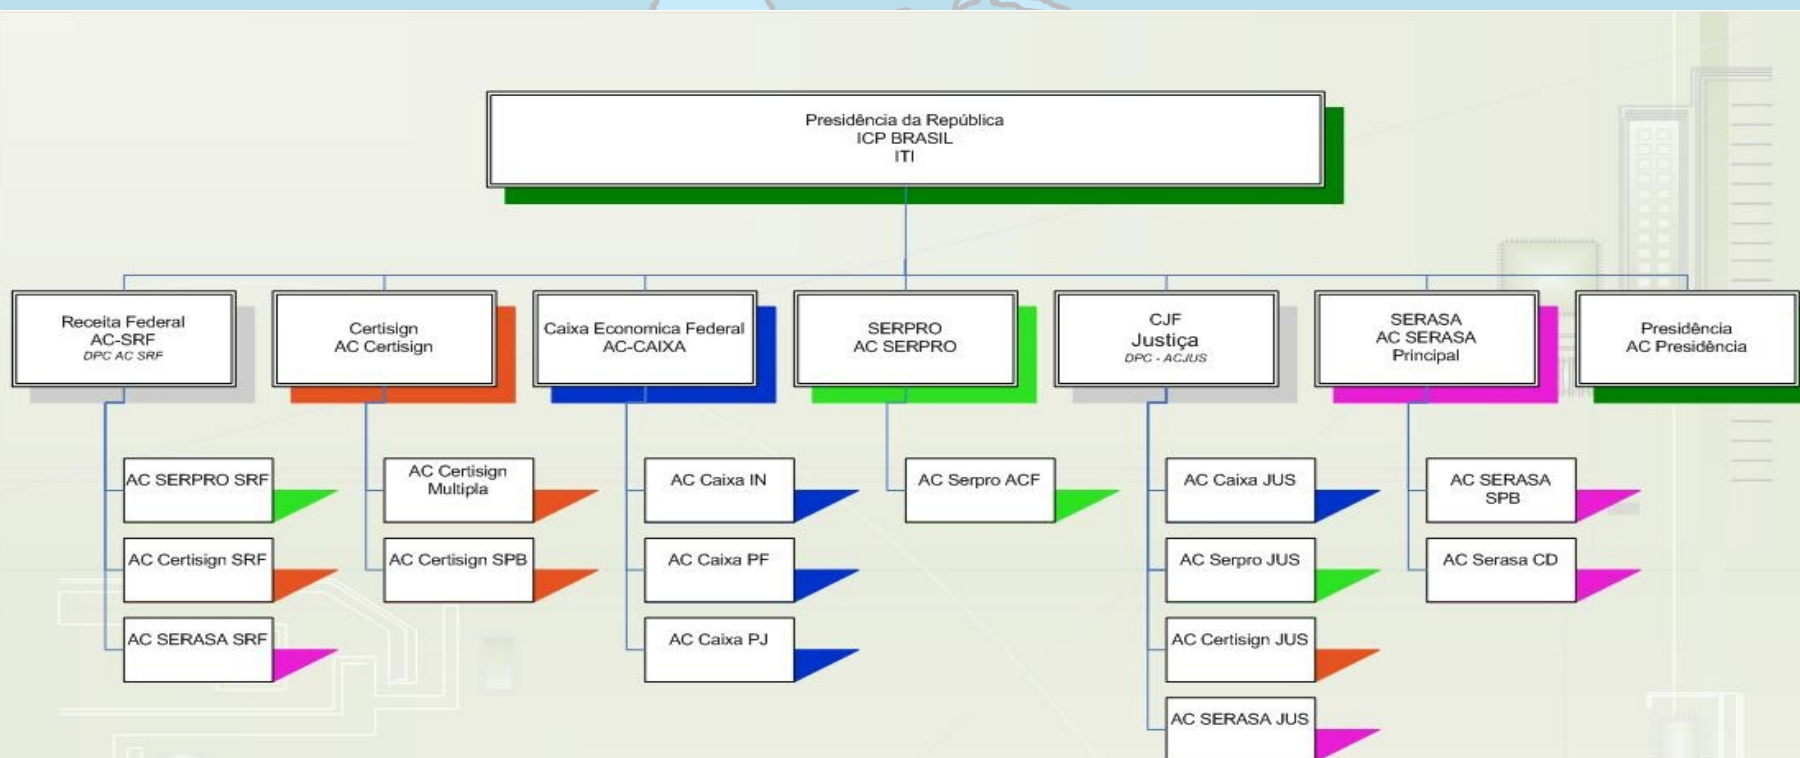 Presidência da República
ICP BRASIL
ITI
Receita Federal
AC-SRF
DPC AC SRF
Certisign
AC Certisign
Caixa Economica Federal
AC-CAIXA
SERPRO
AC SERPRO
CJF
Justiça
DPC - ACJUS
SERASA
AC SERASA
Principal
Presidência
AC Presidência
AC SERPRO SRF
AC Certisign SRF
AC SERASA SRF
AC Certisign
Multipla
AC Certisign SPB
AC Caixa IN
AC Caixa PF
AC Caixa PJ
AC Serpro ACF
AC Caixa JUS
AC Serpro JUS
AC Certisign JUS
AC SERASA JUS
AC SERASA
SPB
AC Serasa CD